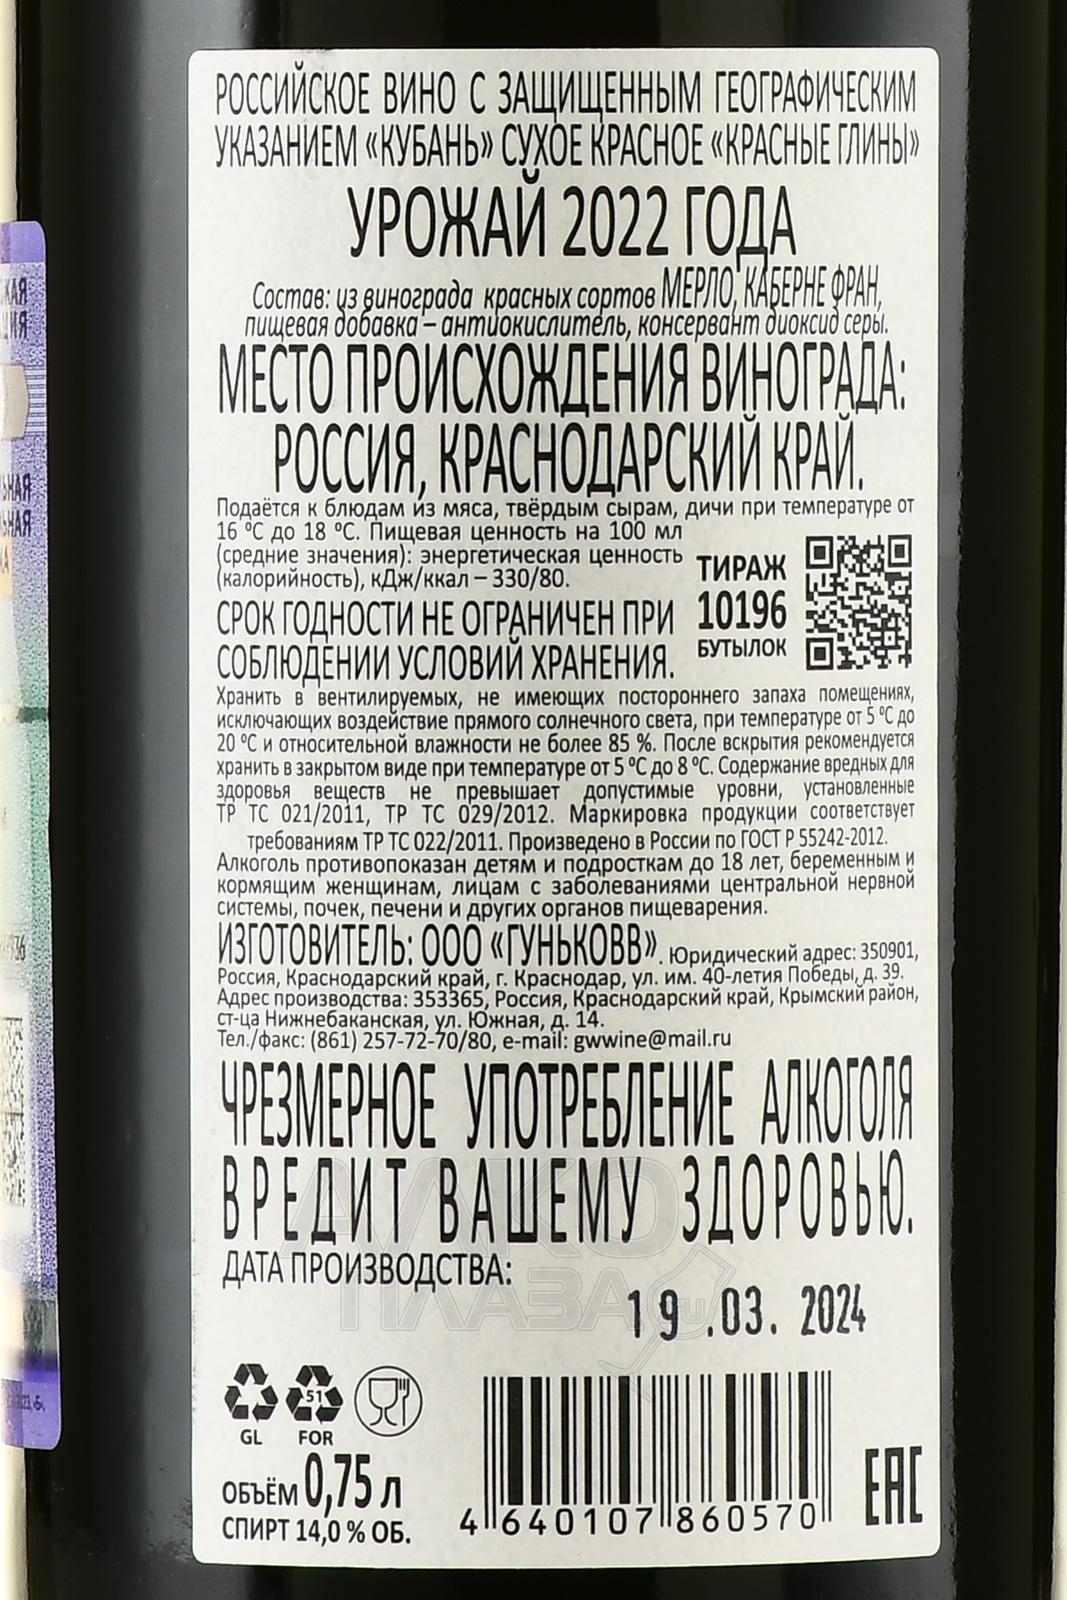 РОССИЙСКОЕ ВИНО С ЗАЩИЩЕННЫМ ГЕОГРАФИЧЕСКИМ
УКАЗАНИЕМ «КУБАНЬ» СУХОЕ КРАСНОЕ «КРАСНЫЕ ГЛИНЫ»
УРОЖАЙ 2022 ГОДА
Состав: из винограда красных сортов МЕРЛО, КАБЕРНЕ ФРАН,
пищевая добавка – антиокислитель, консервант диоксид серы.
МЕСТО ПРОИСХОЖДЕНИЯ ВИНОГРАДА:
РОССИЯ, КРАСНОДАРСКИЙ КРАЙ.
Подаётся к блюдам из мяса, твёрдым сырам, дичи при температуре от
16 ºС до 18 ºС. Пищевая ценность на 100 мл
(средние значения): энергетическая ценность
(калорийность), кДж/ккал – 330/80.
ТИРАЖ
10196
БУТЫЛОК
СРОК ГОДНОСТИ НЕ ОГРАНИЧЕН ПРИ
СОБЛЮДЕНИИ УСЛОВИЙ ХРАНЕНИЯ.
Хранить в вентилируемых, не имеющих постороннего запаха помещениях,
исключающих воздействие прямого солнечного света, при температуре от 5 ºС до
20 ºС и относительной влажности не более 85 %. После вскрытия рекомендуется
хранить в закрытом виде при температуре от 5 ºС до 8 ºС. Содержание вредных для
здоровья веществ не превышает допустимые уровни, установленные
ТР ТС 021/2011, ТР ТС 029/2012. Маркировка продукции соответствует
требованиям ТР ТС 022/2011. Произведено в России по ГОСТ Р 55242-2012.
Алкоголь противопоказан детям и подросткам до 18 лет, беременным и
кормящим женщинам, лицам с заболеваниями центральной нервной
системы, почек, печени и других органов пищеварения.
ИЗГОТОВИТЕЛЬ: ООО «ГУНЬКОВВ». Юридический адрес: 350901,
Россия, Краснодарский край, г. Краснодар, ул. им. 40-летия Победы, д. 39.
Адрес производства: 353365, Россия, Краснодарский край, Крымский район,
ст-ца Нижнебаканская, ул. Южная, д. 14.
Тел./факс: (861) 257-72-70/80, e-mail: gwwine@mail.ru
ЧРЕЗМЕРНОЕ УПОТРЕБЛЕНИЕ АЛКОГОЛЯ
ВРЕДИТ ВАШЕМУ ЗДОРОВЬЮ.
АЛКО
ПЛАЗА ru
ДАТА ПРОИЗВОДСТВА:
19 .03. 2024
51
GL FOR
ОБЪЁМ 0,75 л
СПИРТ 14,0 % ОБ.
4 640107 860570
EAC